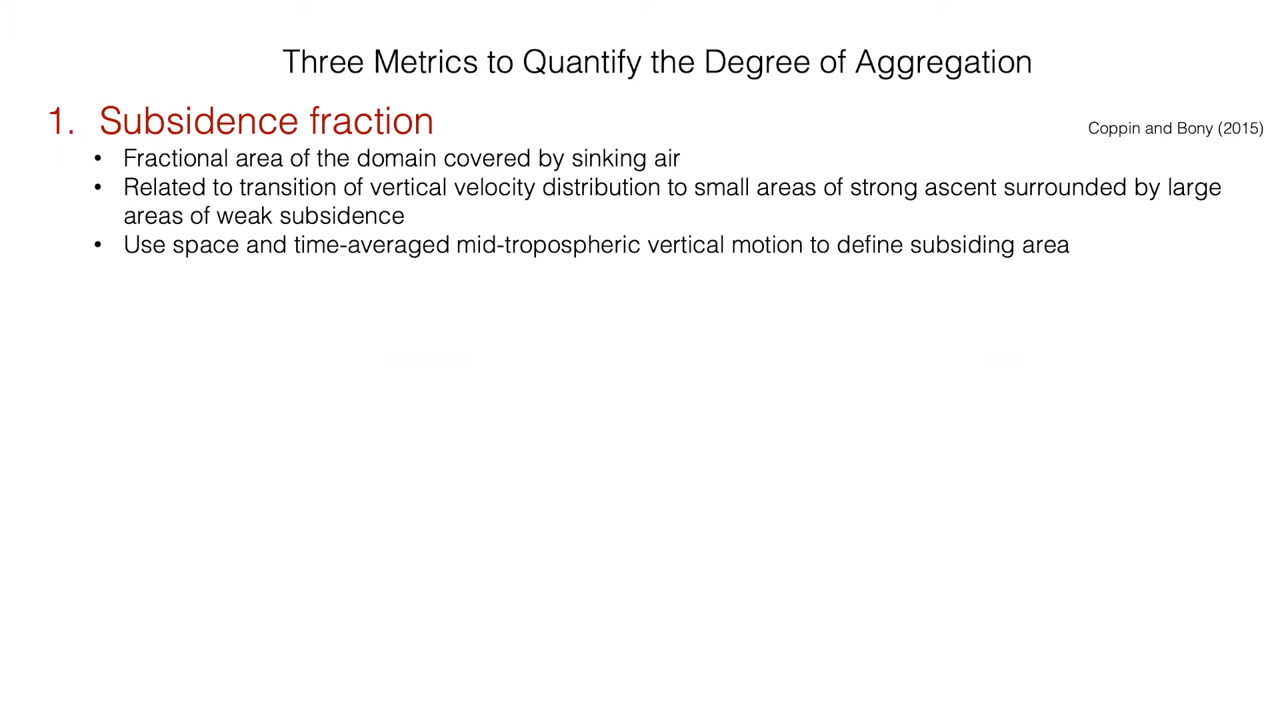 Three Metrics to Quantify the Degree of Aggregation
1. Subsidence fraction
Coppin and Bony (2015)
• Fractional area of the domain covered by sinking air
• Related to transition of vertical velocity distribution to small areas of strong ascent surrounded by large
areas of weak subsidence
• Use space and time-averaged mid-tropospheric vertical motion to define subsiding area